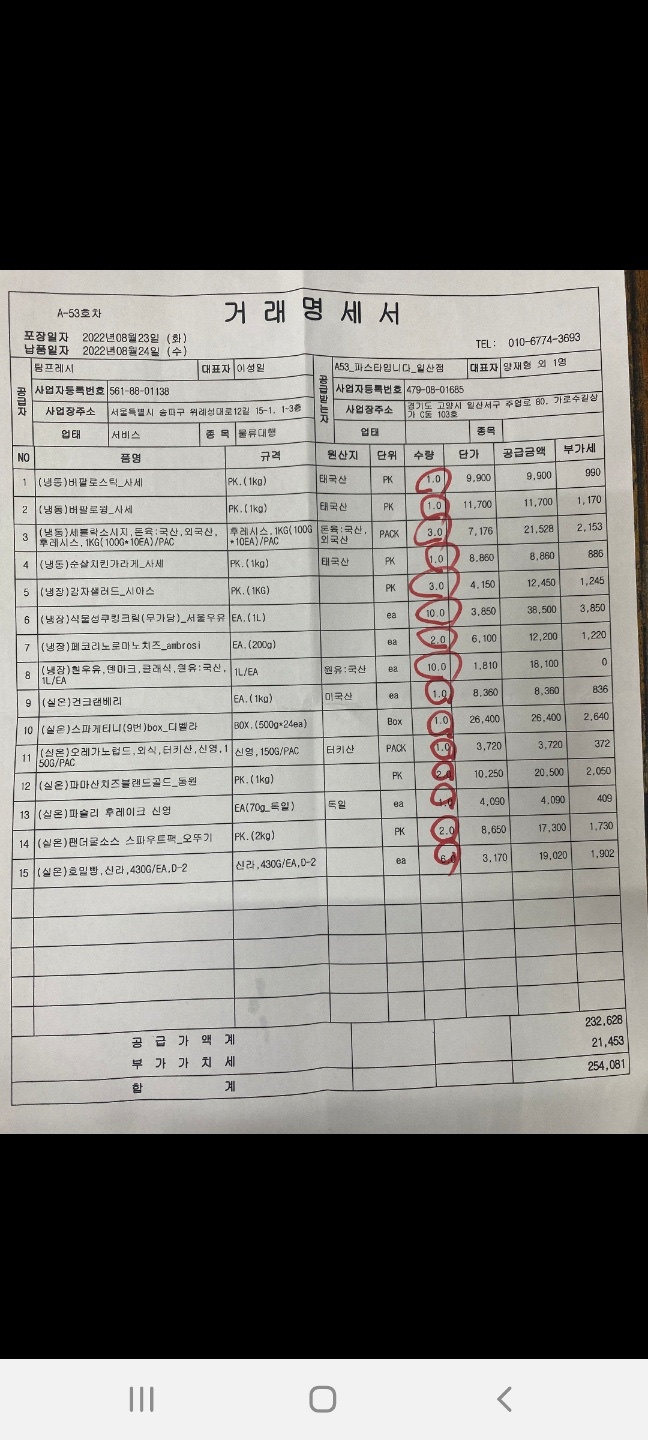 거래명세서
A-53호차
포장일자 2022년08월23일 (화)
납품일자 2022년08월24일 (수)
TEL: 010-6774-3693
공급자
탐프레시 대표자 이성일
사업자등록번호 561-88-01138
사업장주소 서울특별시 송파구 위례성대로12길 15-1, 1-3층
업태 서비스 종목 물류대행
공급받는자
A53_파스타입니다_일산점 대표자 양재형 외 1명
사업자등록번호 479-08-01685
사업장주소 경기도 고양시 일산서구 주엽로 80, 가로수길상
가 C동 103호
업태 종목
NO 품명 규격 원산지 단위 수량 단가 공급금액 부가세
1 (냉동)버팔로스틱_사세 PK.(1kg) 태국산 PK 1.0 9,900 9,900 990
2 (냉동)버팔로윙_사세 PK.(1kg) 태국산 PK 1.0 11,700 11,700 1,170
3 (냉동)세블락소시지,돈육:국산,외국산, 후레시스,1KG(100G 돈육:국산, PACK 3.0 7,176 21,528 2,153
후레시스,1KG(100G*10EA)/PAC *10EA)/PAC 외국산
4 (냉동)순살치킨가라게_사세 PK.(1kg) 태국산 PK 1.0 8,860 8,860 886
5 (냉장)감자샐러드_시아스 PK.(1KG) PK 3.0 4,150 12,450 1,245
6 (냉장)식물성쿠킹크림(무가당)_서울우유 EA.(1L) ea 10.0 3,850 38,500 3,850
7 (냉장)페코리노로마노치즈_ambrosi EA.(200g) ea 2.0 6,100 12,200 1,220
8 (냉장)흰우유,덴마크,클래식,원유:국산, 1L/EA 원유:국산 ea 10.0 1,810 18,100 0
1L/EA
9 (실온)건크랜베리 EA.(1kg) 미국산 ea 1.0 8,360 8,360 836
10 (실온)스파게티니(9번)box_디벨라 BOX.(500g*24ea) Box 1.0 26,400 26,400 2,640
11 (실온)오레가노럽드,외식,터키산,신영,1 신영,150G/PAC 터키산 PACK 1.0 3,720 3,720 372
50G/PAC
12 (실온)파마산치즈블랜드골드_동원 PK.(1kg) PK 2.0 10,250 20,500 2,050
13 (실온)파슬리 후레이크 신영 EA(70g_독일) 독일 ea 1.0 4,090 4,090 409
14 (실온)팬더굴소스 스파우트팩_오뚜기 PK.(2kg) PK 2.0 8,650 17,300 1,730
15 (실온)호밀빵,신라,430G/EA,D-2 신라,430G/EA,D-2 ea 6.0 3,170 19,020 1,902
공급가액계 232,628
부가가치세 21,453
합계 254,081